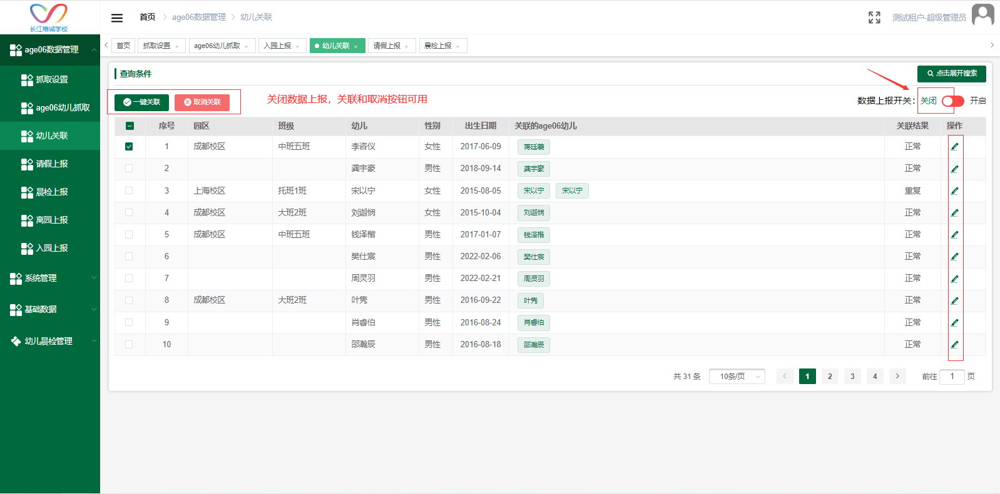 长江唯诚学校
首页 > age06数据管理 > 幼儿关联
测试租户-超级管理员
首页 抓取设置 × age06幼儿抓取 × 入园上报 × 幼儿关联 × 请假上报 × 晨检上报 ×
age06数据管理
抓取设置
age06幼儿抓取
幼儿关联
请假上报
晨检上报
离园上报
入园上报
系统管理
基础数据
幼儿晨检管理
查询条件
点击展开搜索
一键关联 取消关联
关闭数据上报，关联和取消按钮可用
数据上报开关: 关闭 开启
序号 园区 班级 幼儿 性别 出生日期 关联的age06幼儿 关联结果 操作
1 成都校区 中班五班 李咨仪 女性 2017-06-09 蒋廷羲 正常
2 龚宇豪 男性 2018-09-14 龚宇豪 正常
3 上海校区 托班1班 宋以宁 女性 2015-08-05 宋以宁 宋以宁 重复
4 成都校区 大班2班 刘迦悯 女性 2015-10-04 刘迦悯 正常
5 成都校区 中班五班 钱泽楷 男性 2017-01-07 钱泽楷 正常
6 樊仕宸 男性 2022-02-06 樊仕宸 正常
7 周灵羽 男性 2022-02-21 周灵羽 正常
8 成都校区 大班2班 叶隽 男性 2016-09-22 叶隽 正常
9 肖睿伯 男性 2016-08-24 肖睿伯 正常
10 邵瀚辰 男性 2016-08-18 邵瀚辰 正常
共 31 条 10条/页 < 1 2 3 4 > 前往 1 页